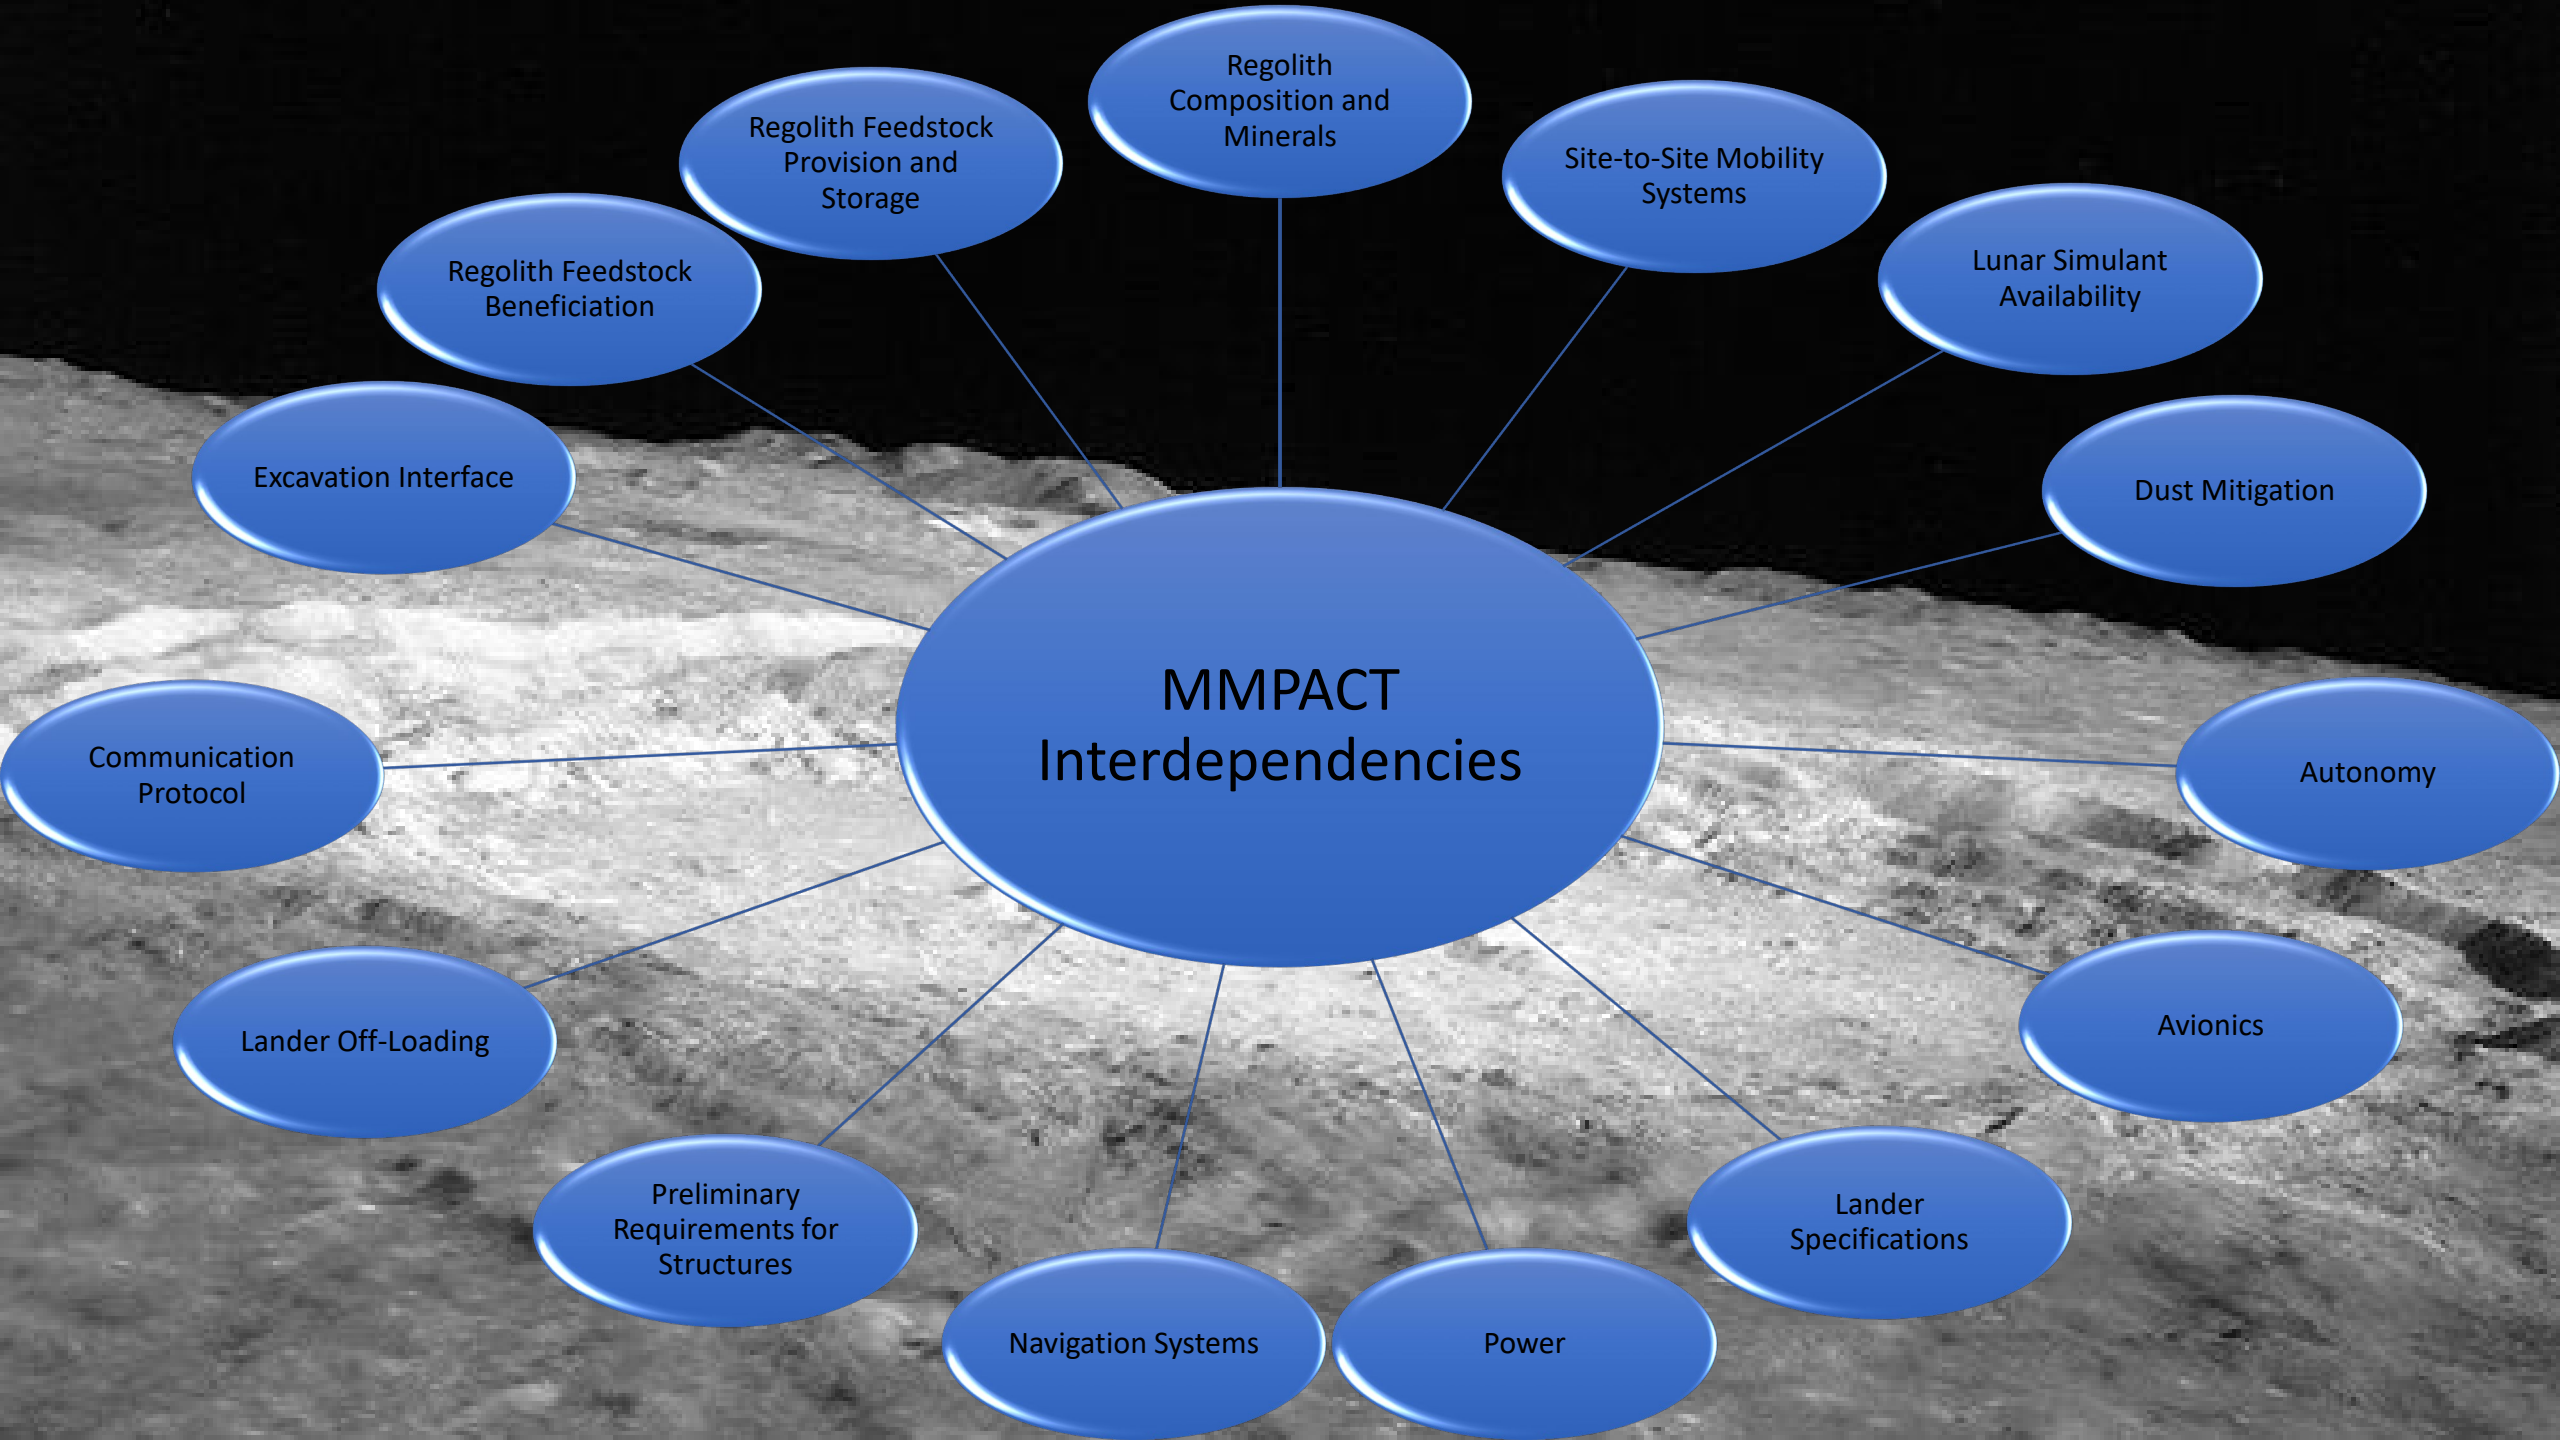 Regolith
Composition and
Minerals
Regolith Feedstock
Provision and
Storage
Site-to-Site Mobility
Systems
Regolith Feedstock
Beneficiation
Lunar Simulant
Availability
Excavation Interface
Dust Mitigation
MMPACT
Interdependencies
Communication
Protocol
Autonomy
Lander Off-Loading
Avionics
Preliminary
Requirements for
Structures
Lander
Specifications
Navigation Systems
Power